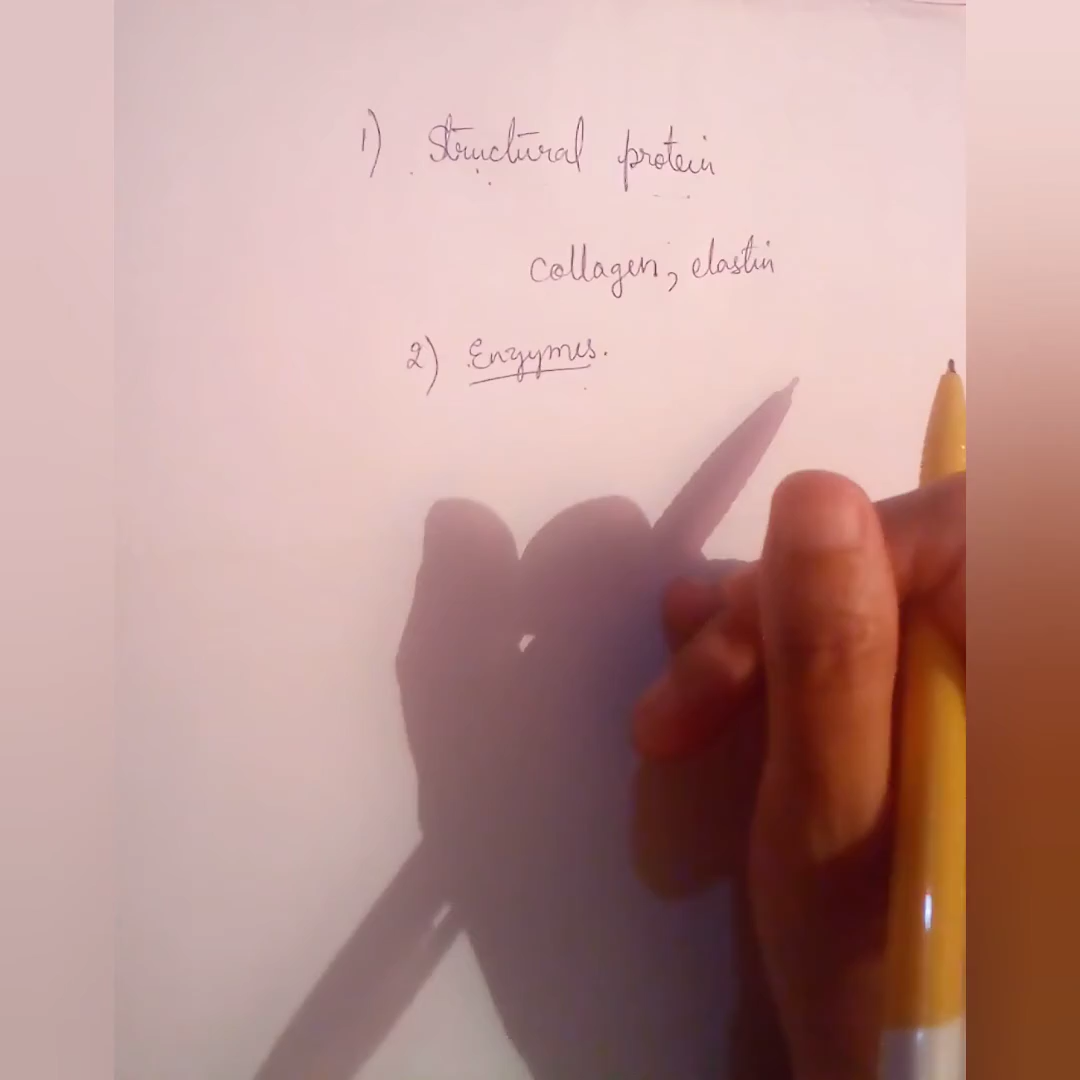 1) Structural protein
collagen, elastin
2) Enzymes.